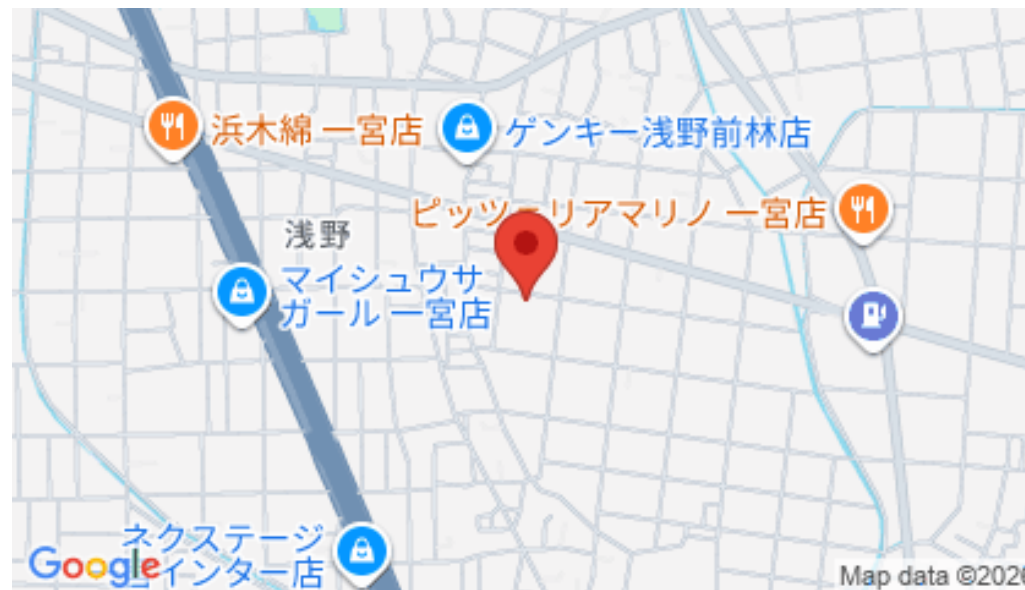 浜木綿 一宮店
ゲンキー浅野前林店
ピッツェリアマリノ 一宮店
浅野
マイシュウサ
ガール 一宮店
ネクステージ
インター店
Google
Map data ©2026